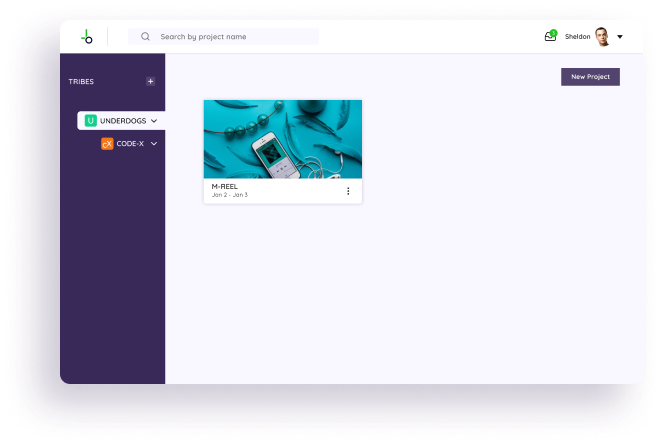 Search by project name
Sheldon
TRIBES
+
New Project
U UNDERDOGS
cX CODE-X
M-REEL
Jan 2 - Jan 3